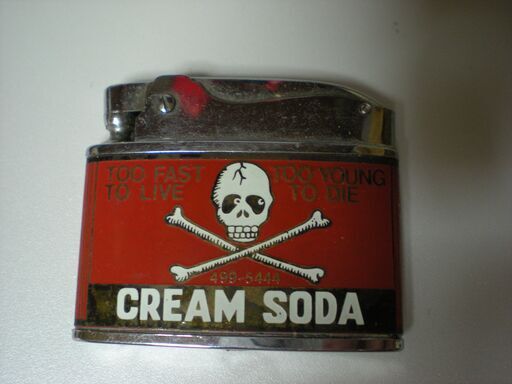 TOO FAST TOO YOUNG
TO LIVE TO DIE
499-5444
CREAM SODA